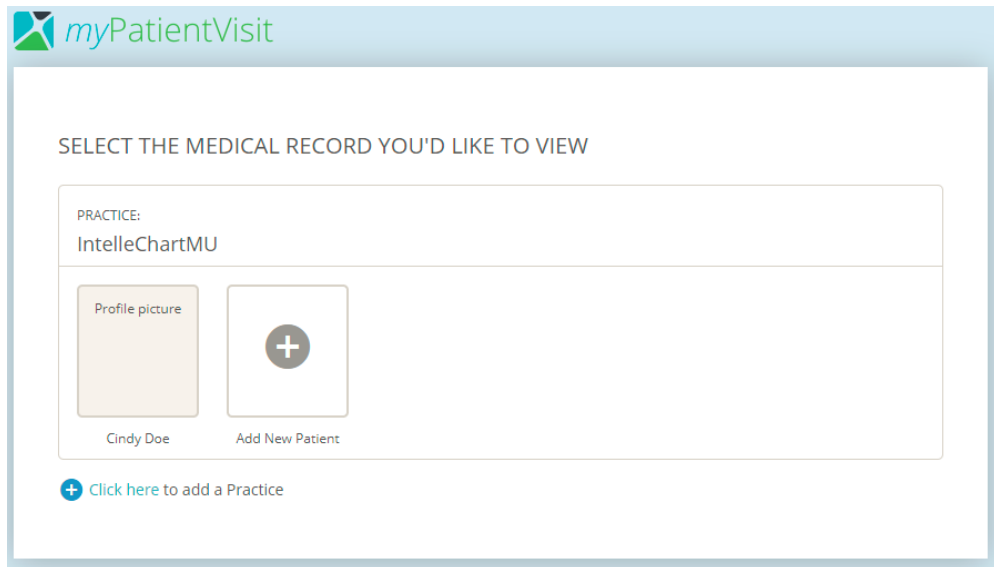 myPatientVisit
SELECT THE MEDICAL RECORD YOU'D LIKE TO VIEW
PRACTICE:
IntelleChartMU
Profile picture
Cindy Doe
Add New Patient
Click here to add a Practice